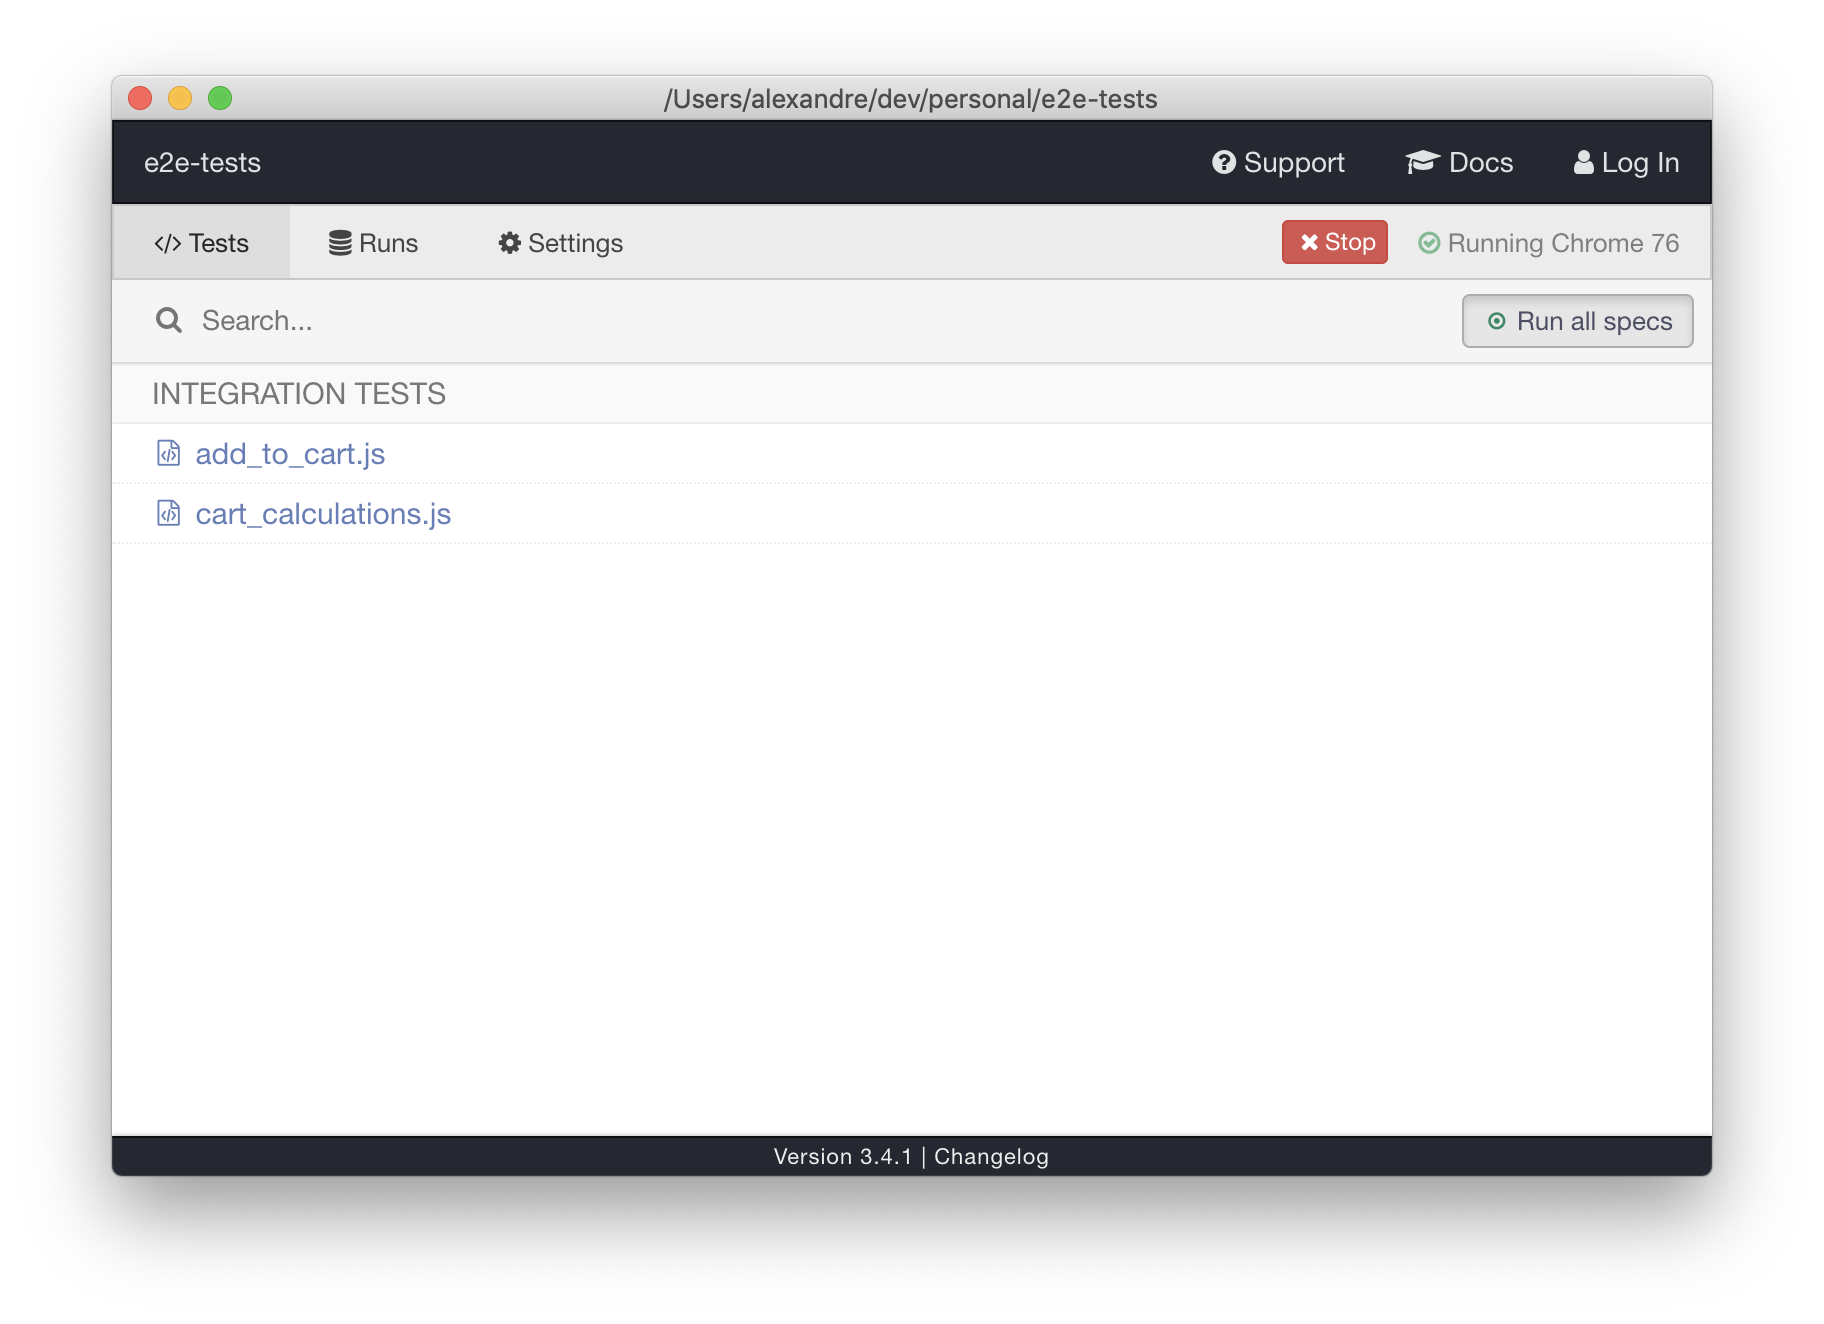 /Users/alexandre/dev/personal/e2e-tests
e2e-tests Support Docs Log In
Tests Runs Settings Stop Running Chrome 76
Search... Run all specs
INTEGRATION TESTS
add_to_cart.js
cart_calculations.js
Version 3.4.1 | Changelog